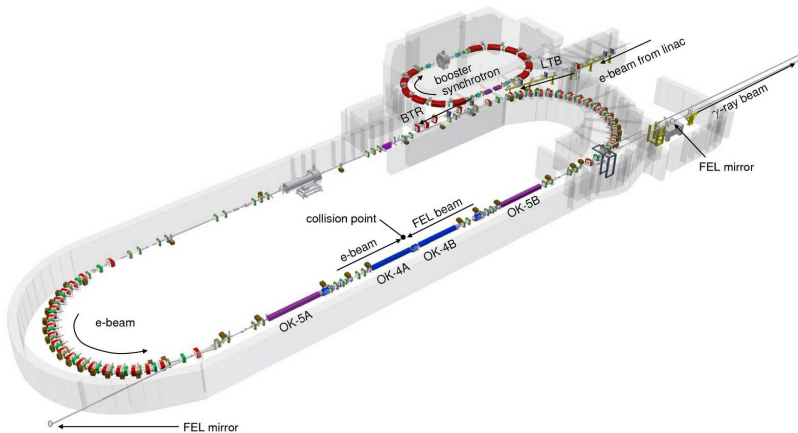 LTB
e-beam from linac
booster
synchrotron
BTR
γ-ray beam
FEL mirror
collision point
FEL beam
OK-5B
e-beam
OK-4B
OK-4A
OK-5A
e-beam
FEL mirror